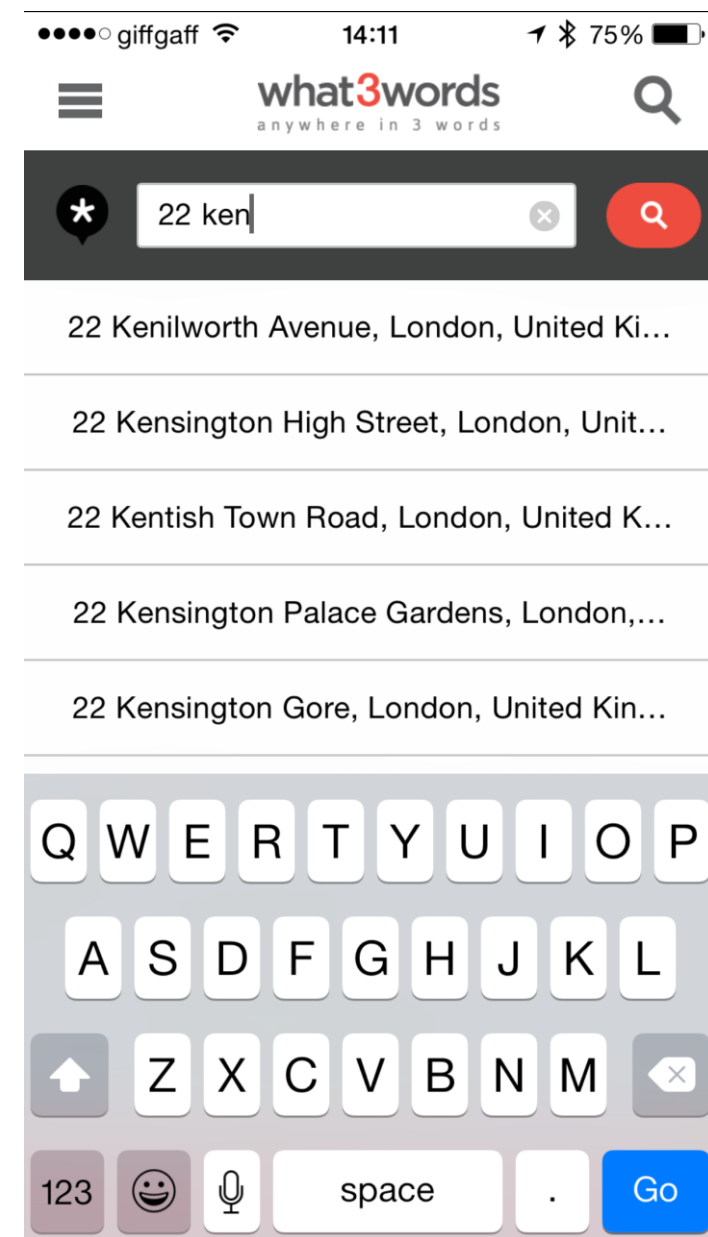 giffgaff 14:11 75%
what3words
anywhere in 3 words
22 ken
22 Kenilworth Avenue, London, United Ki...
22 Kensington High Street, London, Unit...
22 Kentish Town Road, London, United K...
22 Kensington Palace Gardens, London,...
22 Kensington Gore, London, United Kin...
Q W E R T Y U I O P
A S D F G H J K L
Z X C V B N M
123 space . Go